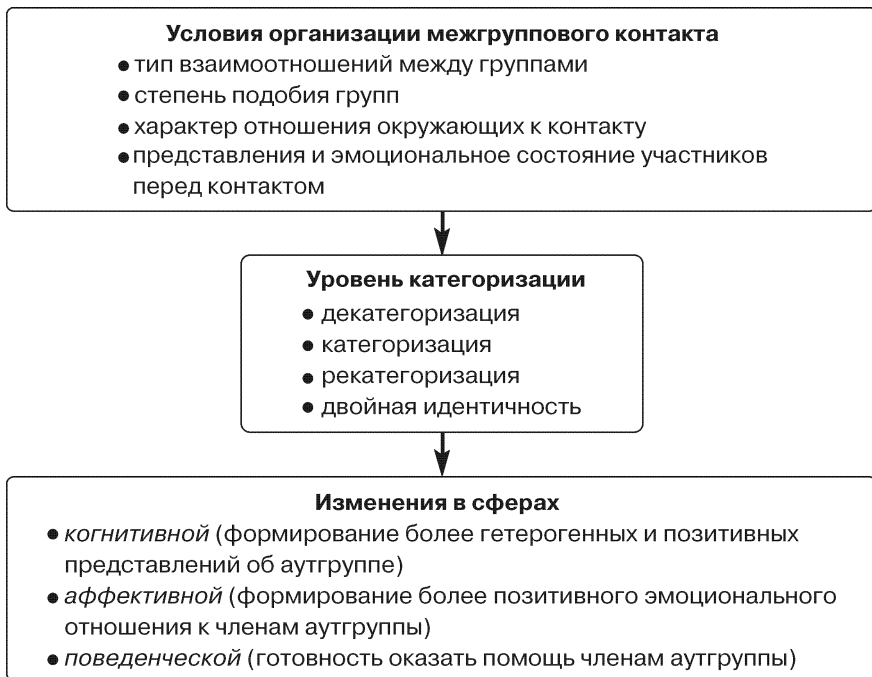 Условия организации межгруппового контакта
● тип взаимоотношений между группами
● степень подобия групп
● характер отношения окружающих к контакту
● представления и эмоциональное состояние участников
перед контактом
Уровень категоризации
● декатегоризация
● категоризация
● рекатегоризация
● двойная идентичность
Изменения в сферах
● когнитивной (формирование более гетерогенных и позитивных
представлений об аутгруппе)
● аффективной (формирование более позитивного эмоционального
отношения к членам аутгруппы)
● поведенческой (готовность оказать помощь членам аутгруппы)